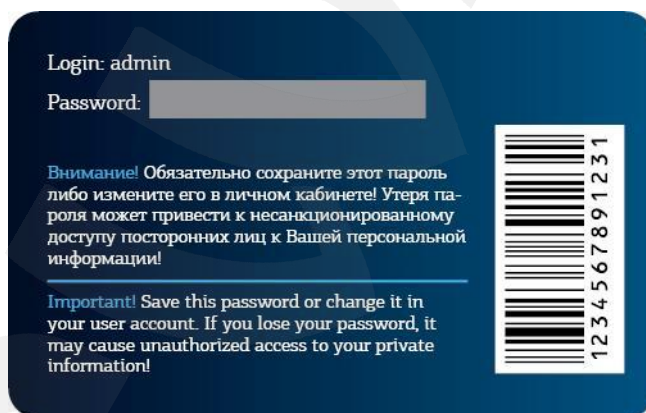 Login: admin
Password:
Внимание! Обязательно сохраните этот пароль
либо измените его в личном кабинете! Утеря па-
роля может привести к несанкционированному
доступу посторонних лиц к Вашей персональной
информации!
Important! Save this password or change it in
your user account. If you lose your password, it
may cause unauthorized access to your private
information!
1234567891231